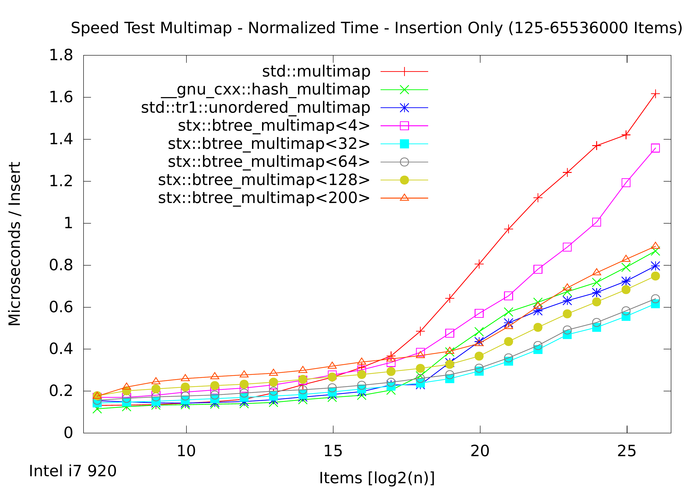 Speed Test Multimap - Normalized Time - Insertion Only (125-65536000 Items)
Microseconds / Insert
1.8
1.6
1.4
1.2
1
0.8
0.6
0.4
0.2
0
std::multimap
__gnu_cxx::hash_multimap
std::tr1::unordered_multimap
stx::btree_multimap<4>
stx::btree_multimap<32>
stx::btree_multimap<64>
stx::btree_multimap<128>
stx::btree_multimap<200>
10 15 20 25
Items [log2(n)]
Intel i7 920